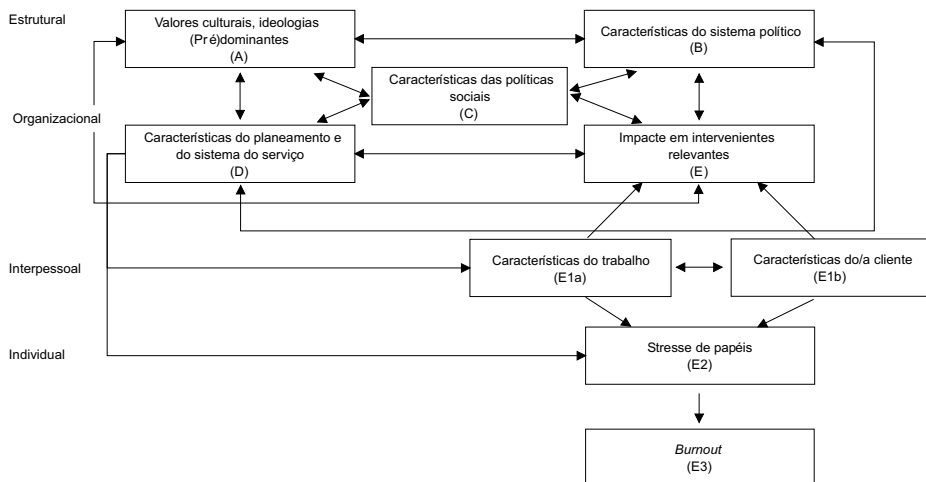 Estrutural
Valores culturais, ideologias
(Pré)dominantes
(A)
Características do sistema político
(B)
Características das políticas
sociais
(C)
Organizacional
Características do planeamento e
do sistema do serviço
(D)
Impacte em intervenientes
relevantes
(E)
Interpessoal
Características do trabalho
(E1a)
Características do/a cliente
(E1b)
Individual
Stresse de papéis
(E2)
Burnout
(E3)